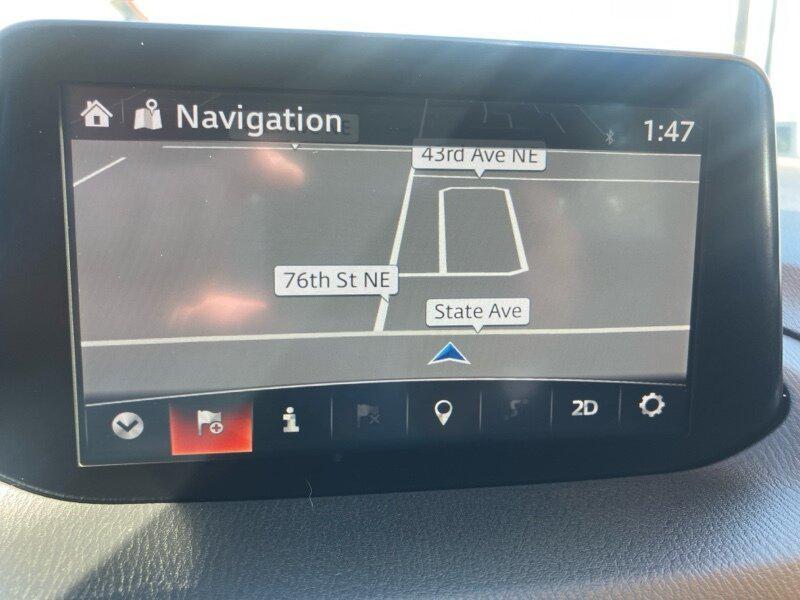 Navigation
1:47
43rd Ave NE
76th St NE
State Ave
2D